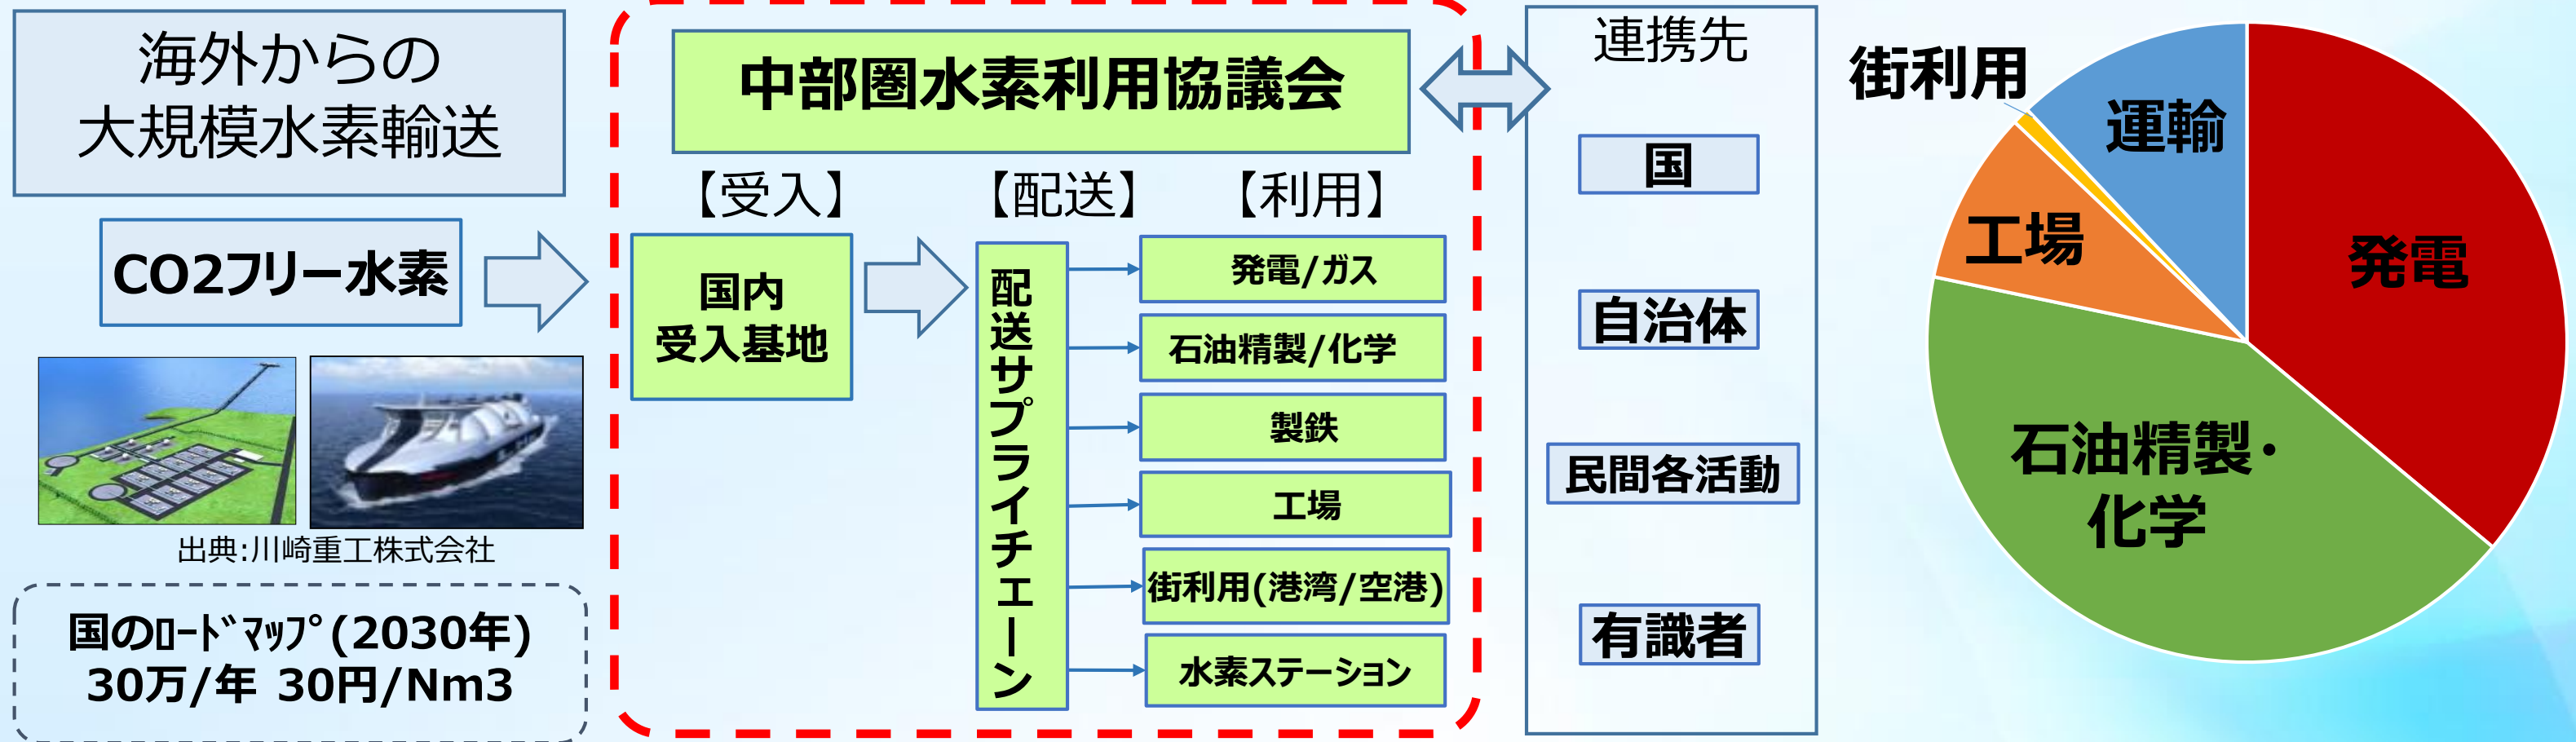 海外からの
大規模水素輸送
CO2フリー水素
出典:川崎重工株式会社
国のﾛｰﾄﾞﾏｯﾌﾟ(2030年)
30万/年 30円/Nm3
中部圏水素利用協議会
【受入】
【配送】
【利用】
国内
受入基地
配送サプライチェーン
発電/ガス
石油精製/化学
製鉄
工場
街利用(港湾/空港)
水素ステーション
連携先
国
自治体
民間各活動
有識者
街利用
運輸
発電
工場
石油精製・
化学